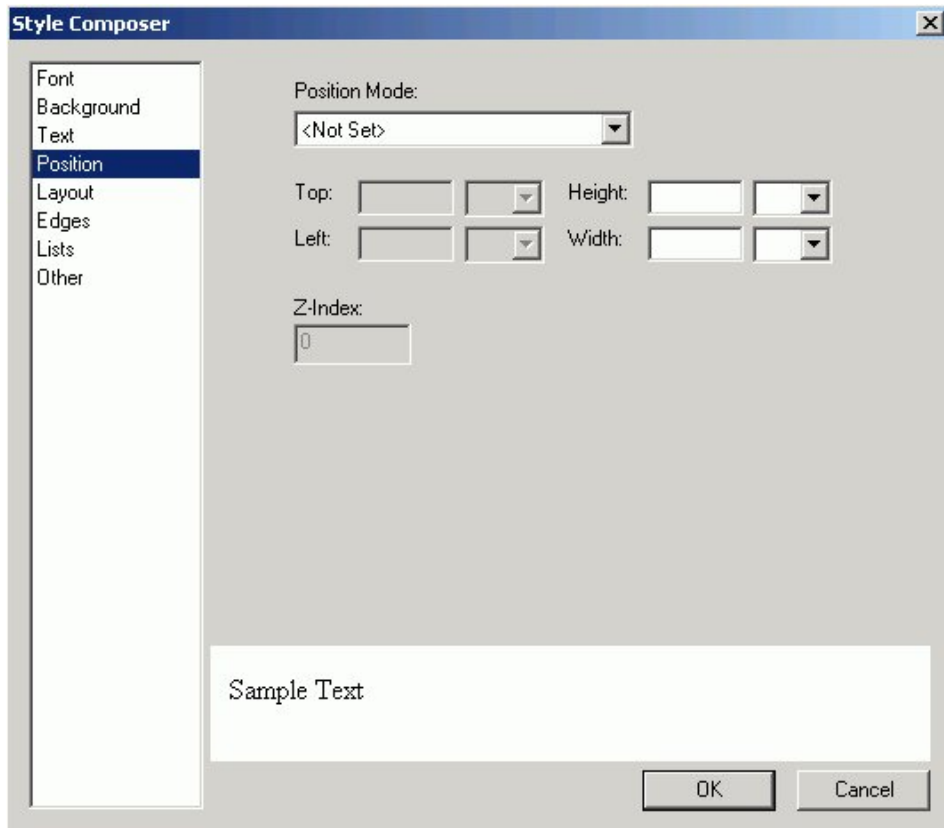 Style Composer
Font
Background
Text
Position
Layout
Edges
Lists
Other
Position Mode:
<Not Set>
Top:
Height:
Left:
Width:
Z-Index:
0
Sample Text
OK
Cancel